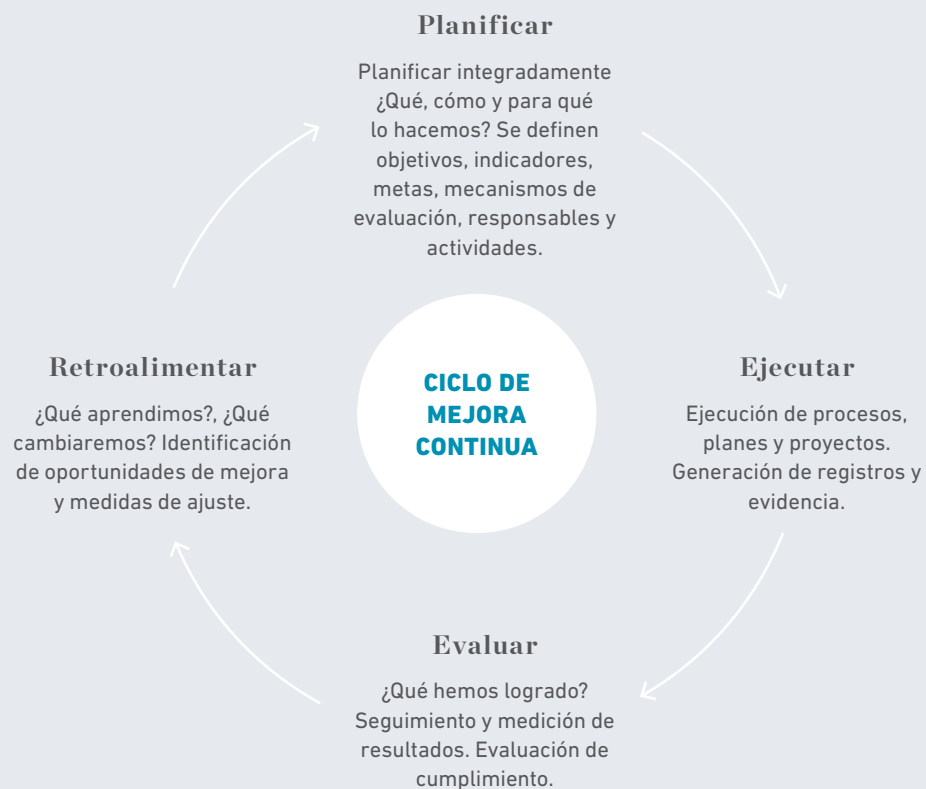 Planificar
Planificar integradamente
¿Qué, cómo y para qué
lo hacemos? Se definen
objetivos, indicadores,
metas, mecanismos de
evaluación, responsables y
actividades.
Retroalimentar
¿Qué aprendimos?, ¿Qué
cambiaremos? Identificación
de oportunidades de mejora
y medidas de ajuste.
CICLO DE
MEJORA
CONTINUA
Ejecutar
Ejecución de procesos,
planes y proyectos.
Generación de registros y
evidencia.
Evaluar
¿Qué hemos logrado?
Seguimiento y medición de
resultados. Evaluación de
cumplimiento.